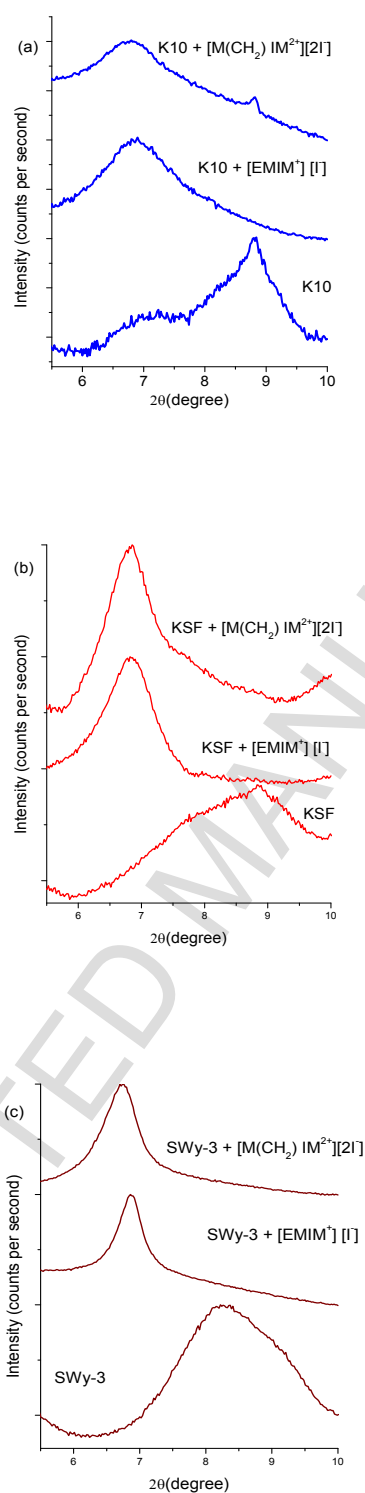 (a)
K10 + [M(CH₂) IM²⁺][2I⁻]
K10 + [EMIM⁺] [I⁻]
K10
Intensity (counts per second)
6 7 8 9 10
2θ(degree)
(b)
KSF + [M(CH₂) IM²⁺][2I⁻]
KSF + [EMIM⁺] [I⁻]
KSF
Intensity (counts per second)
6 7 8 9 10
2θ(degree)
(c)
SWy-3 + [M(CH₂) IM²⁺][2I⁻]
SWy-3 + [EMIM⁺] [I⁻]
SWy-3
Intensity (counts per second)
6 7 8 9 10
2θ(degree)
TED MANU